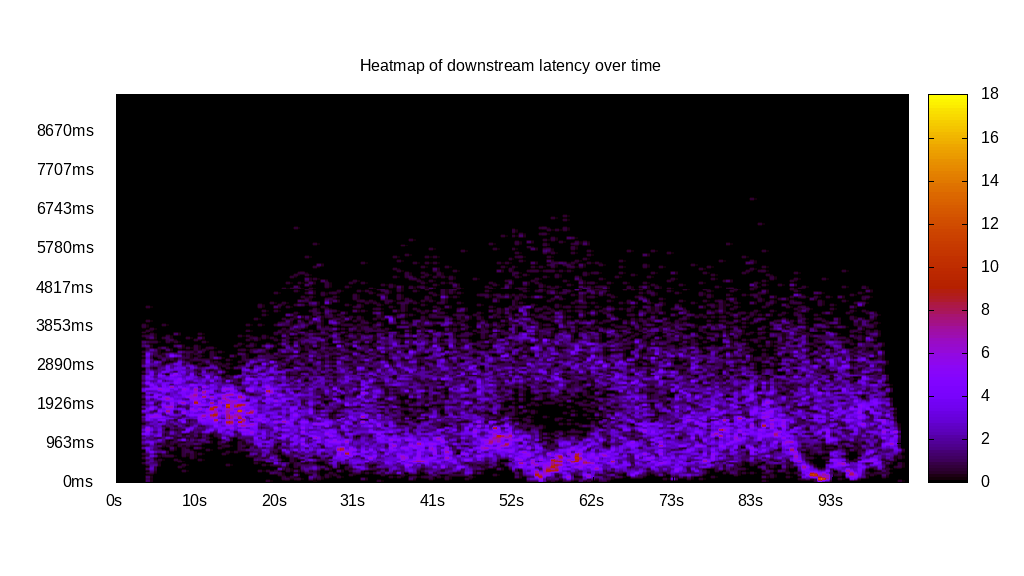 Heatmap of downstream latency over time
8670ms
7707ms
6743ms
5780ms
4817ms
3853ms
2890ms
1926ms
963ms
0ms
0s 10s 20s 31s 41s 52s 62s 73s 83s 93s
18
16
14
12
10
8
6
4
2
0